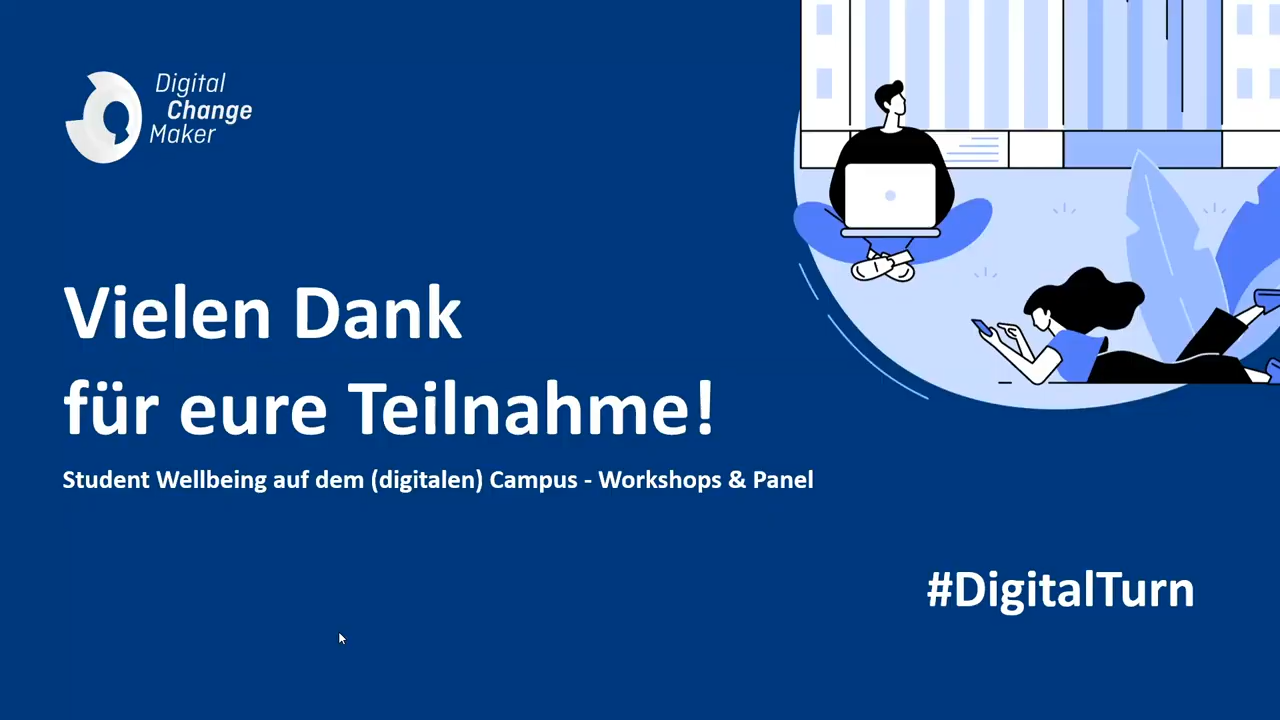 Digital
Change
Maker
Vielen Dank
für eure Teilnahme!
Student Wellbeing auf dem (digitalen) Campus - Workshops & Panel
#DigitalTurn